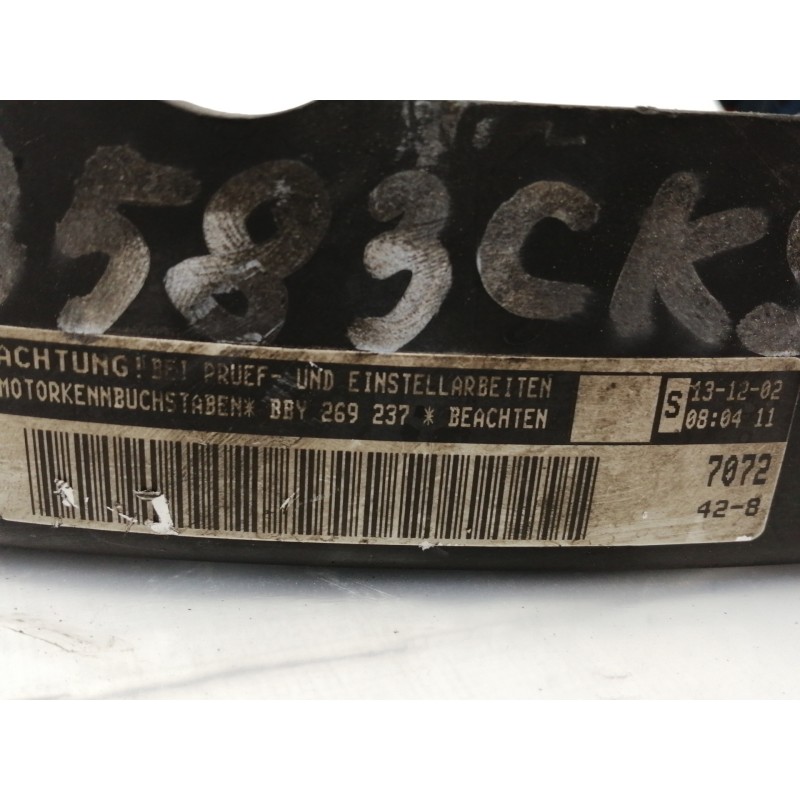 583CK
ACHTUNG! BEI PRUEF- UND EINSTELLARBEITEN
MOTORKENNBUCHSTABEN* BBY 269 237 * BEACHTEN
S
13-12-02
08:04 11
7072
42-8